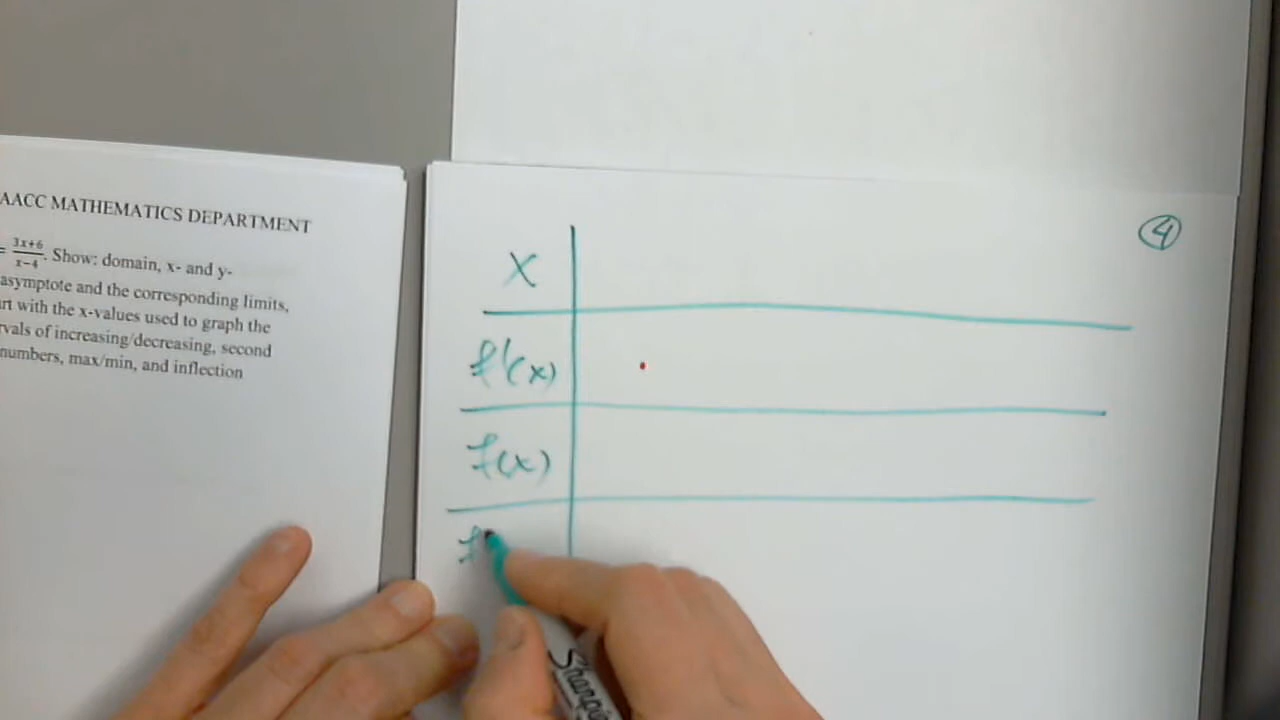 AACC MATHEMATICS DEPARTMENT
= 3x+6/x−4. Show: domain, x- and y-
asymptote and the corresponding limits,
rt with the x-values used to graph the
rvals of increasing/decreasing, second
numbers, max/min, and inflection
4
x
f'(x)
f(x)
f
Sharpie